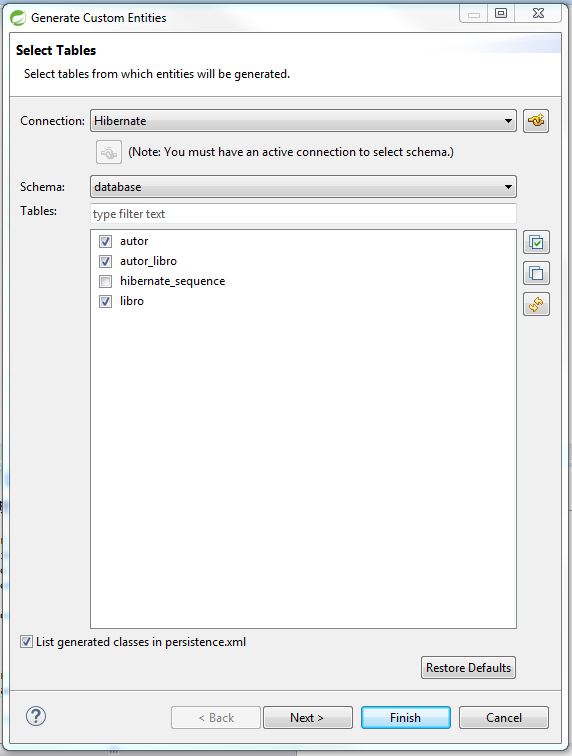 Generate Custom Entities
Select Tables
Select tables from which entities will be generated.
Connection: Hibernate
(Note: You must have an active connection to select schema.)
Schema: database
Tables: type filter text
autor
autor_libro
hibernate_sequence
libro
List generated classes in persistence.xml
Restore Defaults
< Back Next > Finish Cancel